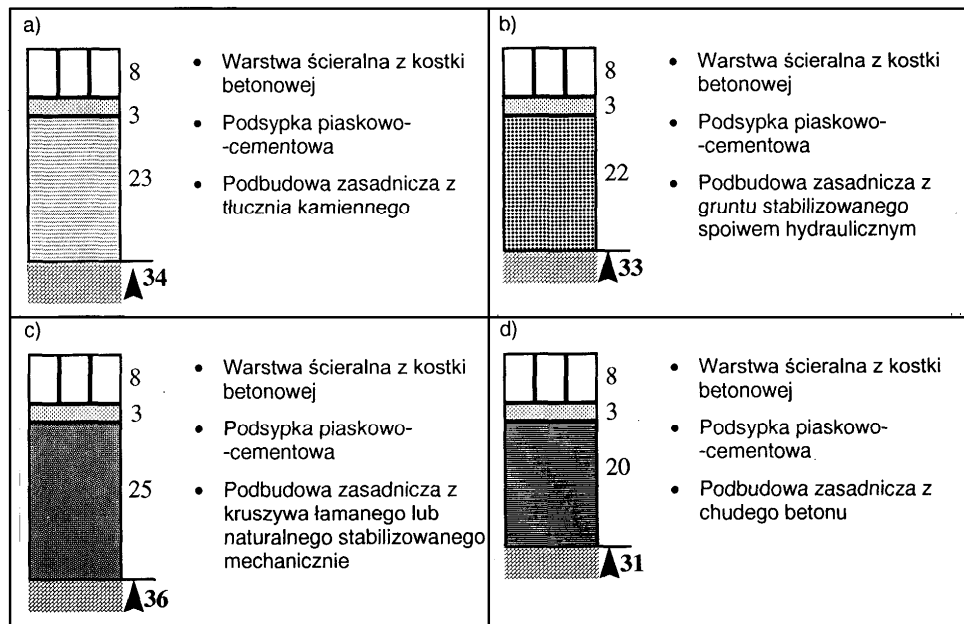 a)
8
3
23
34
• Warstwa ścieralna z kostki
betonowej
• Podsypka piaskowo-
-cementowa
• Podbudowa zasadnicza z
tłucznia kamiennego
b)
8
3
22
33
• Warstwa ścieralna z kostki
betonowej
• Podsypka piaskowo-
-cementowa
• Podbudowa zasadnicza z
gruntu stabilizowanego
spoiwem hydraulicznym
c)
8
3
25
36
• Warstwa ścieralna z kostki
betonowej
• Podsypka piaskowo-
-cementowa
• Podbudowa zasadnicza z
kruszywa łamanego lub
naturalnego stabilizowanego
mechanicznie
d)
8
3
20
31
• Warstwa ścieralna z kostki
betonowej
• Podsypka piaskowo-
-cementowa
• Podbudowa zasadnicza z
chudego betonu